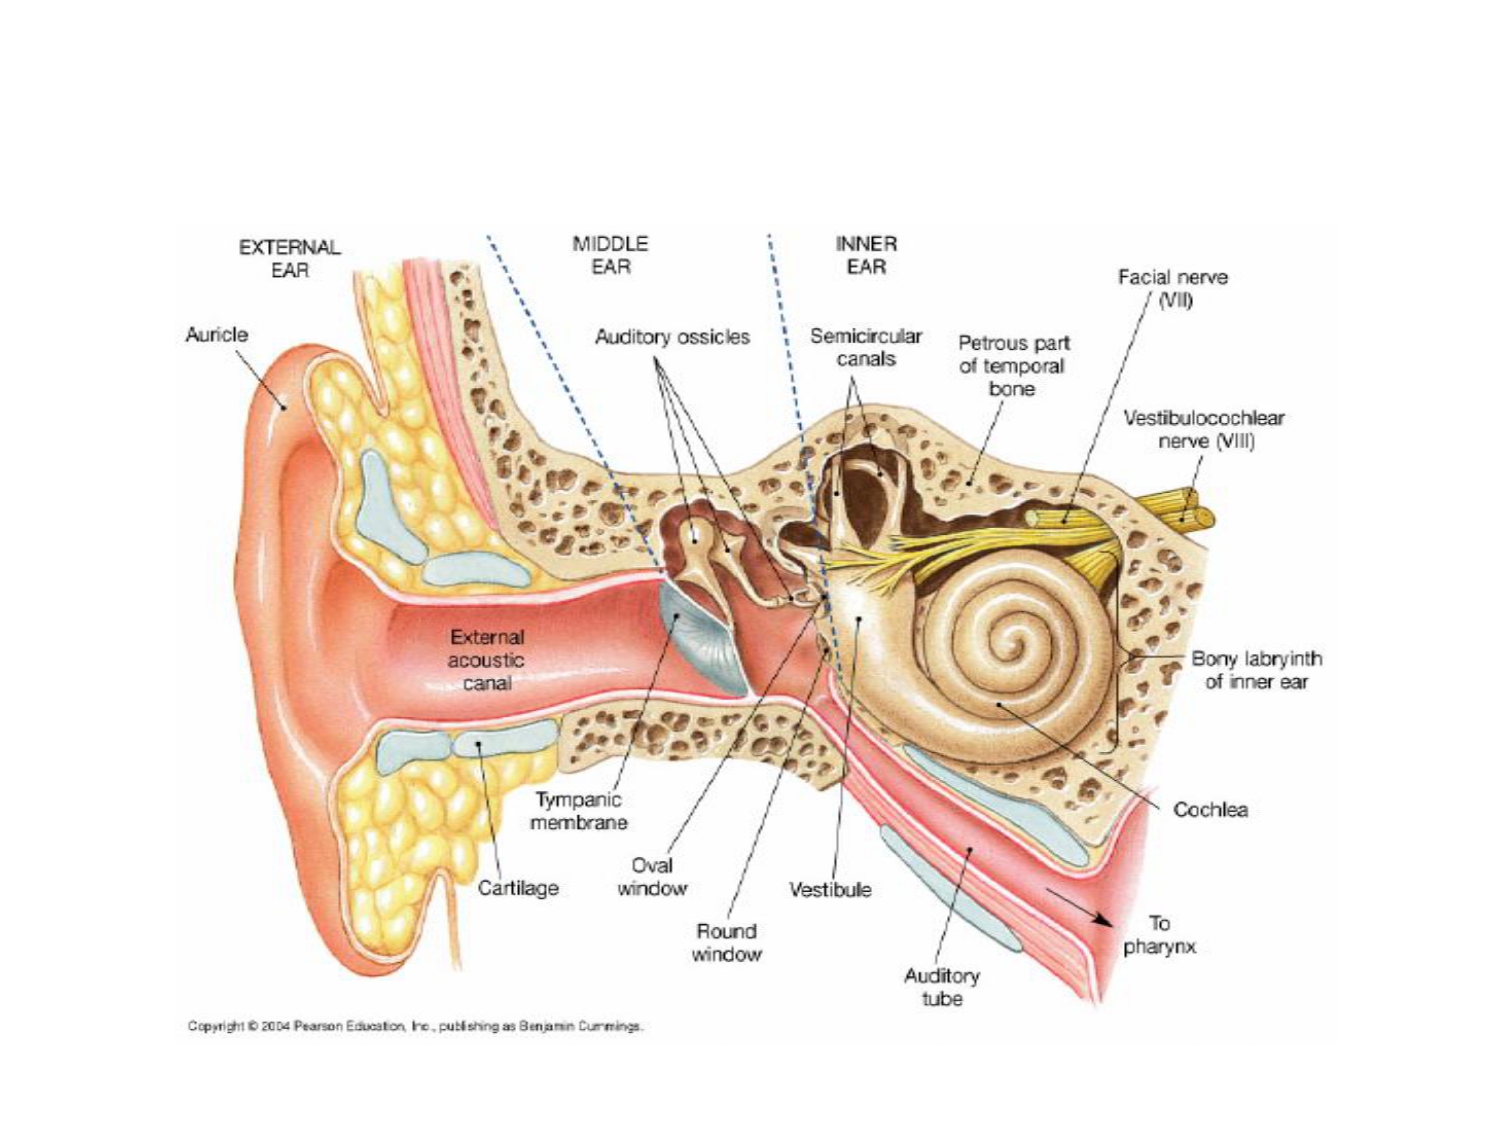 EXTERNAL
EAR
MIDDLE
EAR
INNER
EAR
Facial nerve
(VII)
Auricle
Auditory ossicles
Semicircular
canals
Petrous part
of temporal
bone
Vestibulocochlear
nerve (VIII)
External
acoustic
canal
Bony labryinth
of inner ear
Tympanic
membrane
Cochlea
Cartilage
Oval
window
Vestibule
Round
window
To
pharynx
Auditory
tube
Copyright © 2004 Pearson Education, Inc., publishing as Benjamin Cummings.